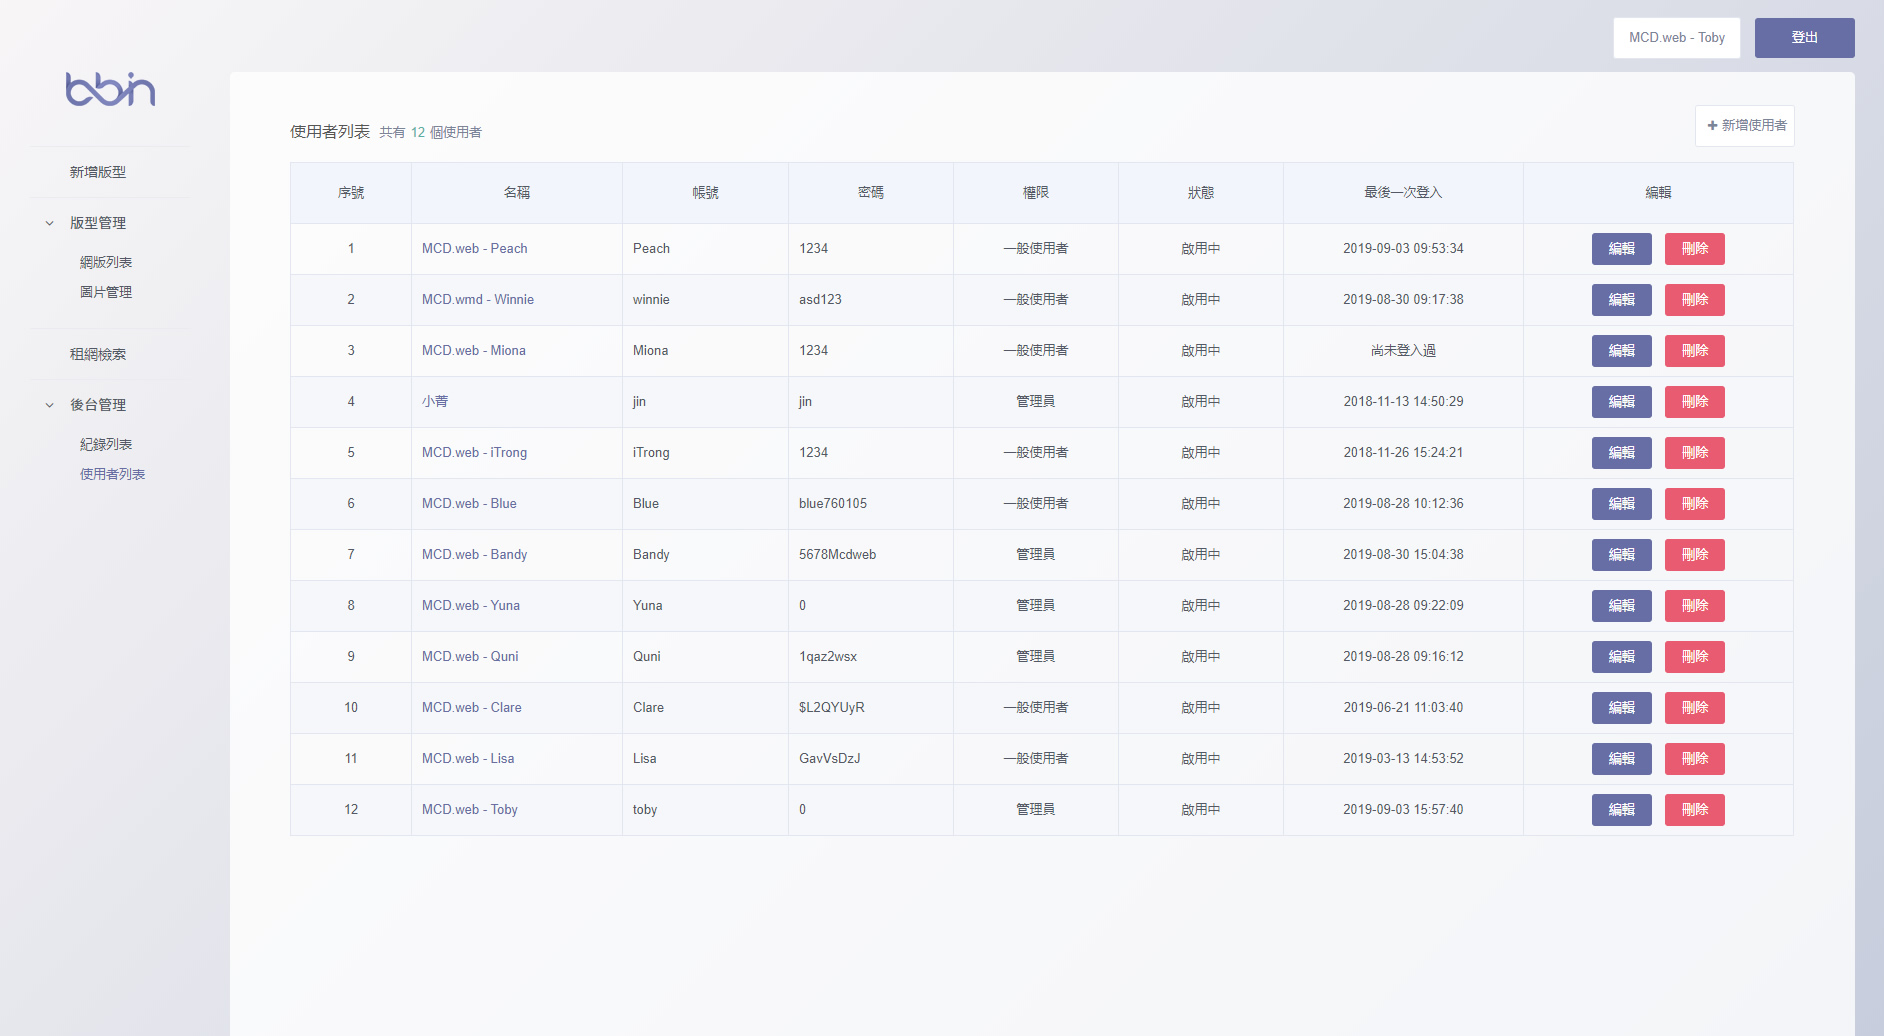 MCD.web - Toby 登出
bbin
使用者列表 共有 12 個使用者 + 新增使用者
新增版型
版型管理
網版列表
圖片管理
租網檢索
後台管理
紀錄列表
使用者列表
序號 名稱 帳號 密碼 權限 狀態 最後一次登入 編輯
1 MCD.web - Peach Peach 1234 一般使用者 啟用中 2019-09-03 09:53:34 編輯 刪除
2 MCD.wmd - Winnie winnie asd123 一般使用者 啟用中 2019-08-30 09:17:38 編輯 刪除
3 MCD.web - Miona Miona 1234 一般使用者 啟用中 尚未登入過 編輯 刪除
4 小菁 jin jin 管理員 啟用中 2018-11-13 14:50:29 編輯 刪除
5 MCD.web - iTrong iTrong 1234 一般使用者 啟用中 2018-11-26 15:24:21 編輯 刪除
6 MCD.web - Blue Blue blue760105 一般使用者 啟用中 2019-08-28 10:12:36 編輯 刪除
7 MCD.web - Bandy Bandy 5678Mcdweb 管理員 啟用中 2019-08-30 15:04:38 編輯 刪除
8 MCD.web - Yuna Yuna 0 管理員 啟用中 2019-08-28 09:22:09 編輯 刪除
9 MCD.web - Quni Quni 1qaz2wsx 管理員 啟用中 2019-08-28 09:16:12 編輯 刪除
10 MCD.web - Clare Clare $L2QYUyR 一般使用者 啟用中 2019-06-21 11:03:40 編輯 刪除
11 MCD.web - Lisa Lisa GavVsDzJ 一般使用者 啟用中 2019-03-13 14:53:52 編輯 刪除
12 MCD.web - Toby toby 0 管理員 啟用中 2019-09-03 15:57:40 編輯 刪除